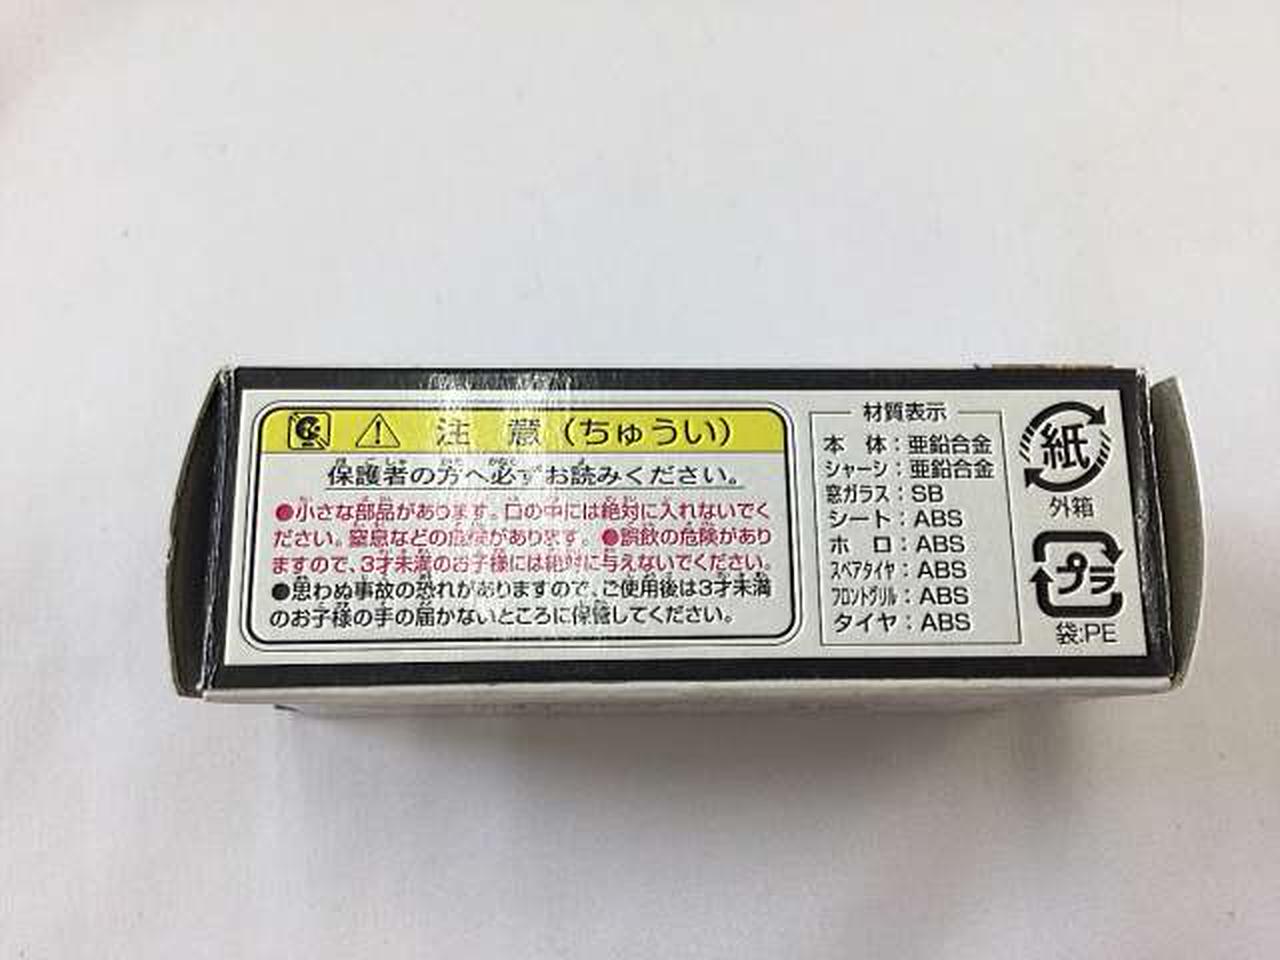 注 意（ちゅうい）
保護者の方へ必ずお読みください。
●小さな部品があります。口の中には絶対に入れないでく
ださい。窒息などの危険があります。●誤飲の危険があり
ますので、3才未満のお子様には絶対に与えないでください。
●思わぬ事故の恐れがありますので、ご使用後は3才未満
のお子様の手の届かないところに保管してください。
材質表示
本 体：亜鉛合金
シャーシ：亜鉛合金
窓ガラス：SB
シート：ABS
ホ ロ：ABS
スペアタイヤ：ABS
フロントグリル：ABS
タイヤ：ABS
紙
外箱
プラ
袋:PE